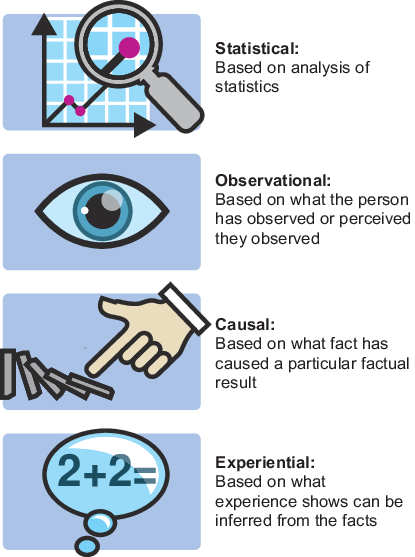 Statistical:
Based on analysis of
statistics
Observational:
Based on what the person
has observed or perceived
they observed
Causal:
Based on what fact has
caused a particular factual
result
2+2=
Experiential:
Based on what
experience shows can be
inferred from the facts